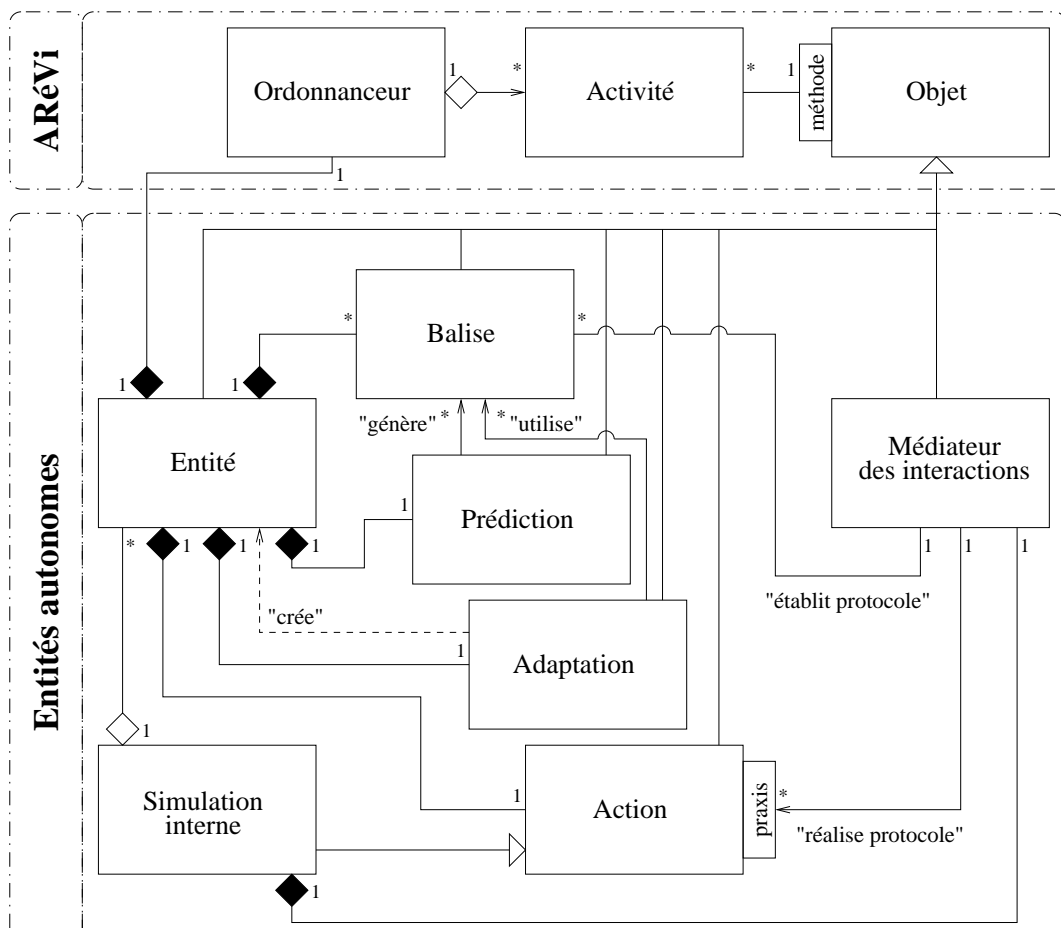 ARéVi
Ordonnanceur
1
*
Activité
*
1
méthode
Objet
1
Entités autonomes
*
Balise
*
1
1
Entité
"génère"
*
*
"utilise"
Médiateur
des interactions
1
Prédiction
*
1
1
1
1
1
1
"crée"
"établit protocole"
1
Adaptation
1
Simulation
interne
1
Action
praxis
*
"réalise protocole"
1